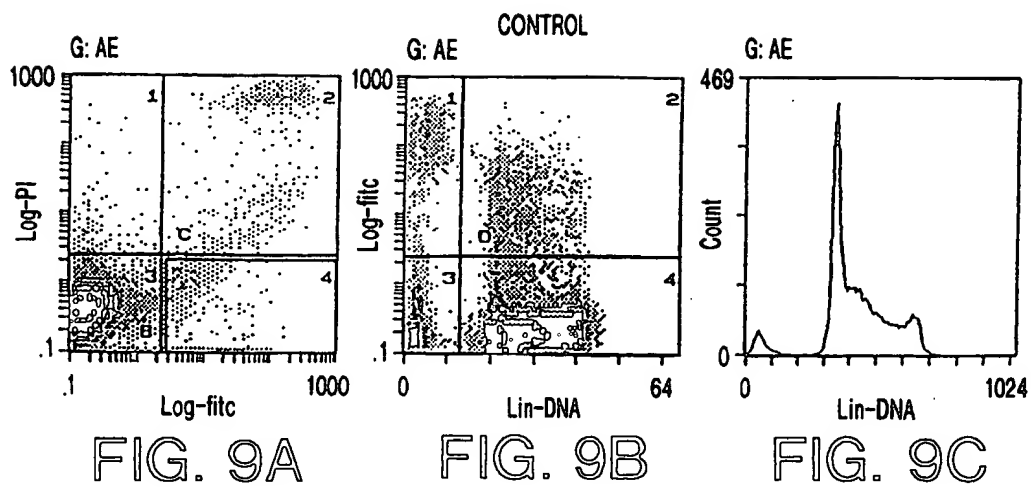 CONTROL
G: AE
1000
1
2
C
3
4
B
.1
.1
1000
Log-PI
Log-fitc
FIG. 9A
G: AE
1000
1
2
D
3
4
.1
0
64
Log-fitc
Lin-DNA
FIG. 9B
G: AE
469
0
0
1024
Count
Lin-DNA
FIG. 9C